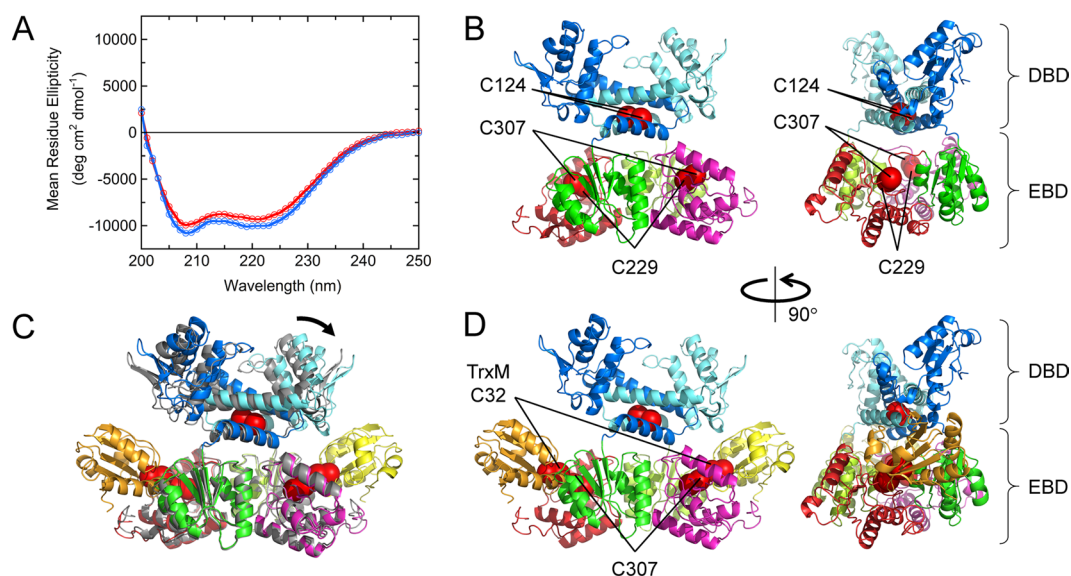 A
Mean Residue Ellipticity
(deg cm² dmol⁻¹)
10000
5000
0
-5000
-10000
200
210
220
230
240
250
Wavelength (nm)
B
C124
C307
C229
C124
C307
C229
DBD
EBD
90°
C
D
TrxM
C32
C307
DBD
EBD